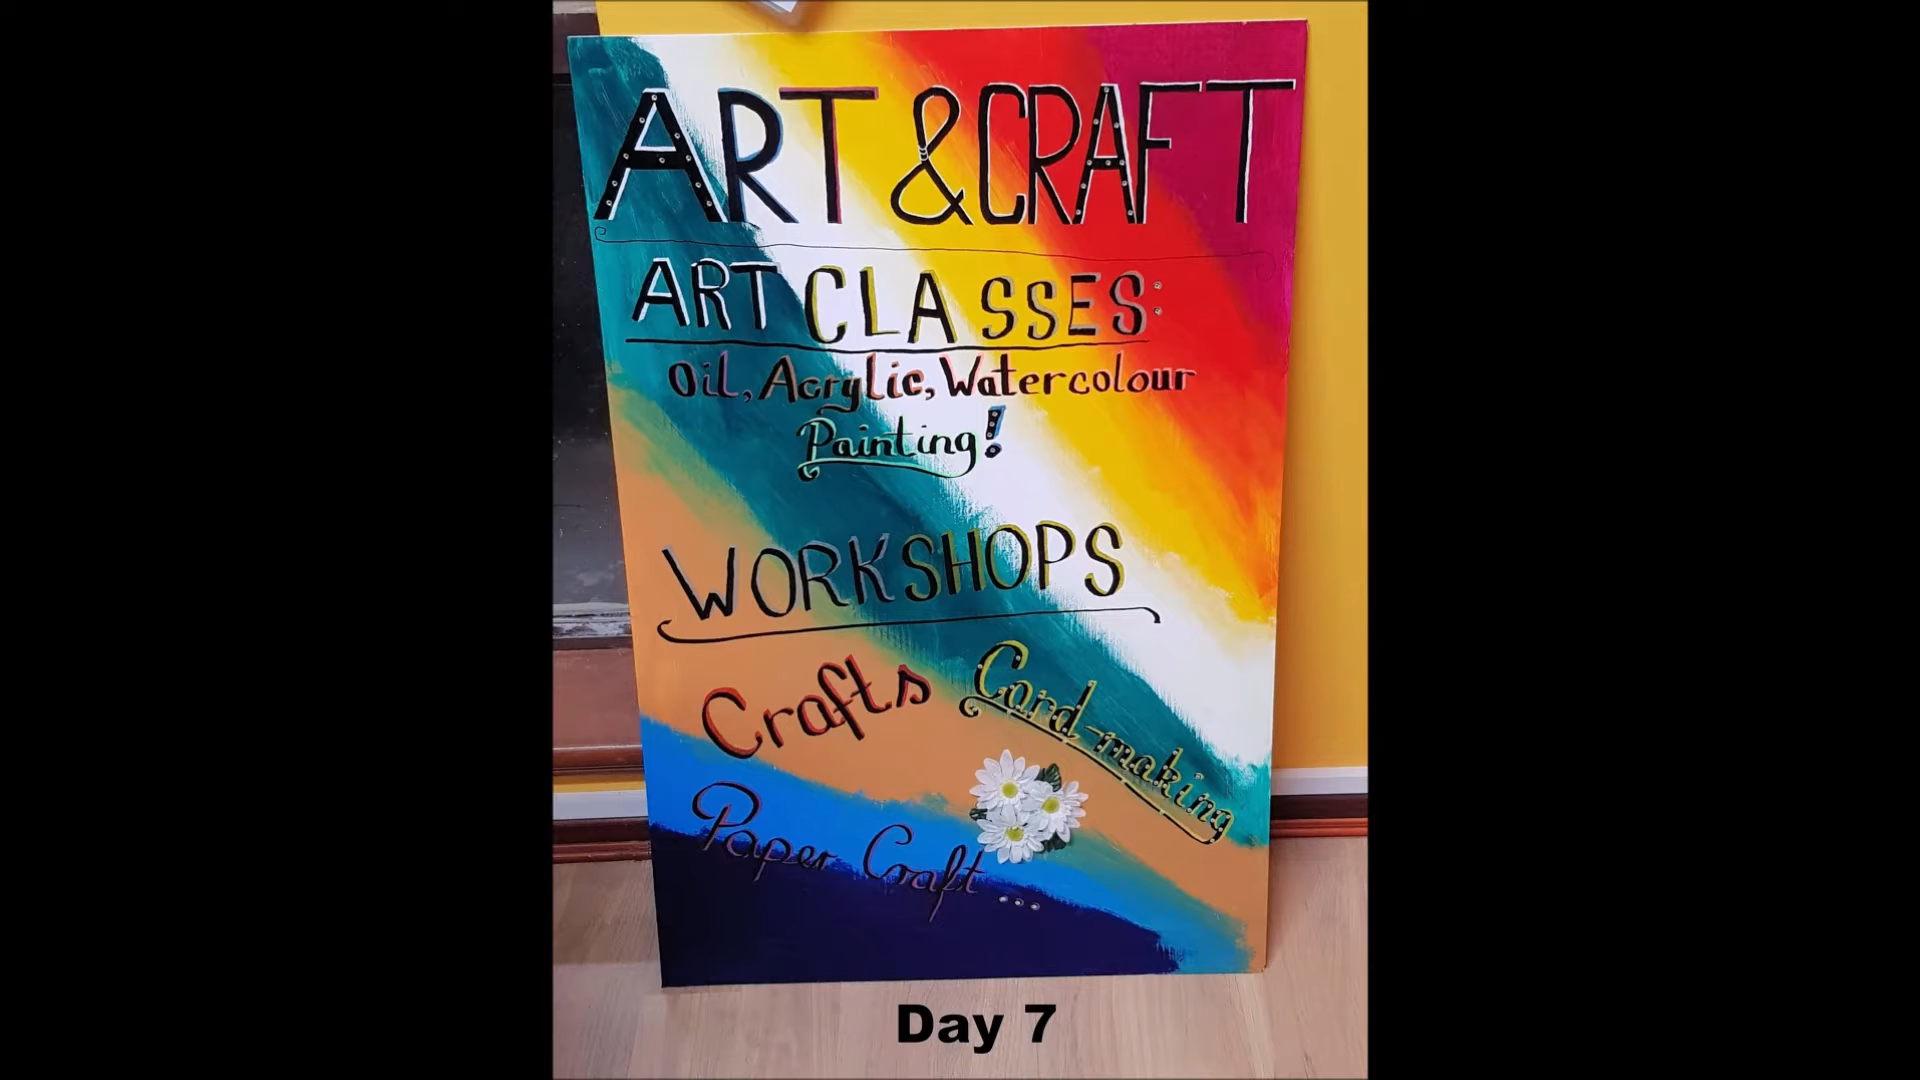 ART & CRAFT
ART CLASSES:
Oil, Acrylic, Watercolour
Painting!
WORKSHOPS
Crafts
Card-making
Paper Craft ...
Day 7